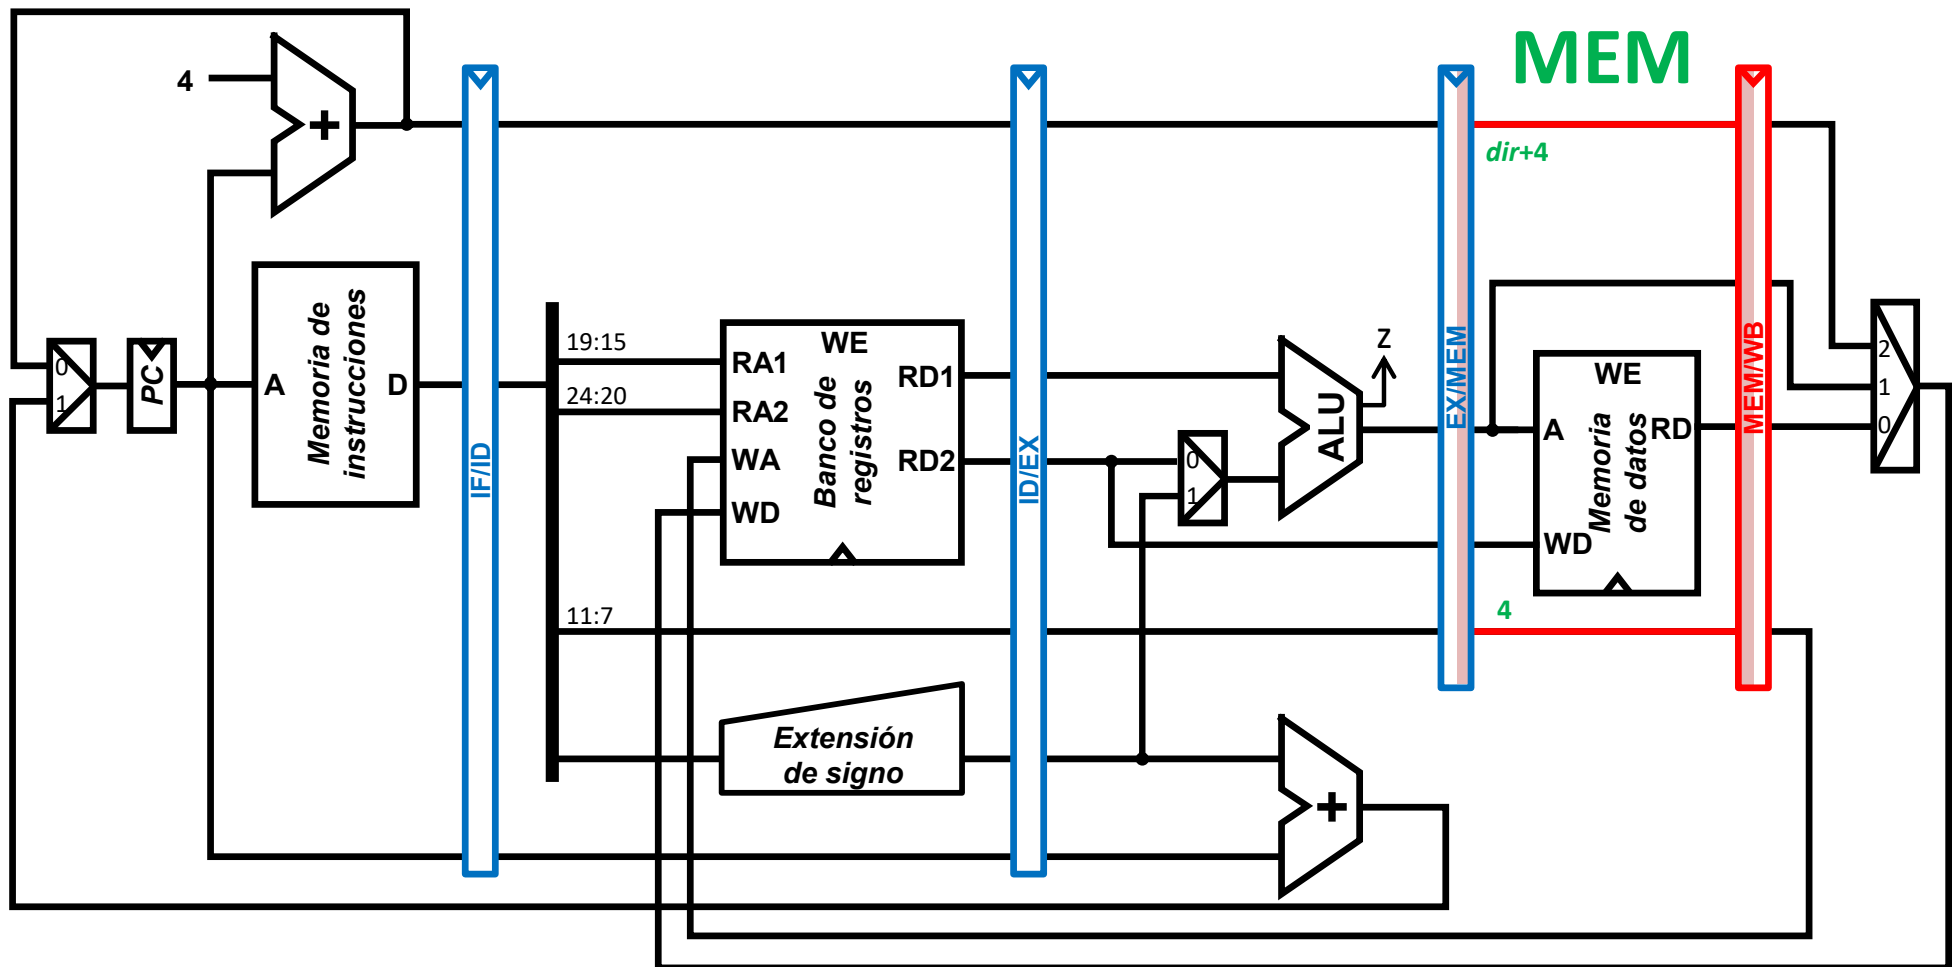 MEM
4
+
dir+4
Memoria de
instrucciones
A
D
PC
0
1
IF/ID
19:15
24:20
11:7
WE
RA1
RA2
WA
WD
RD1
RD2
Banco de
registros
ID/EX
0
1
ALU
Z
EX/MEM
WE
A
RD
WD
Memoria
de datos
MEM/WB
2
1
0
4
Extensión
de signo
+